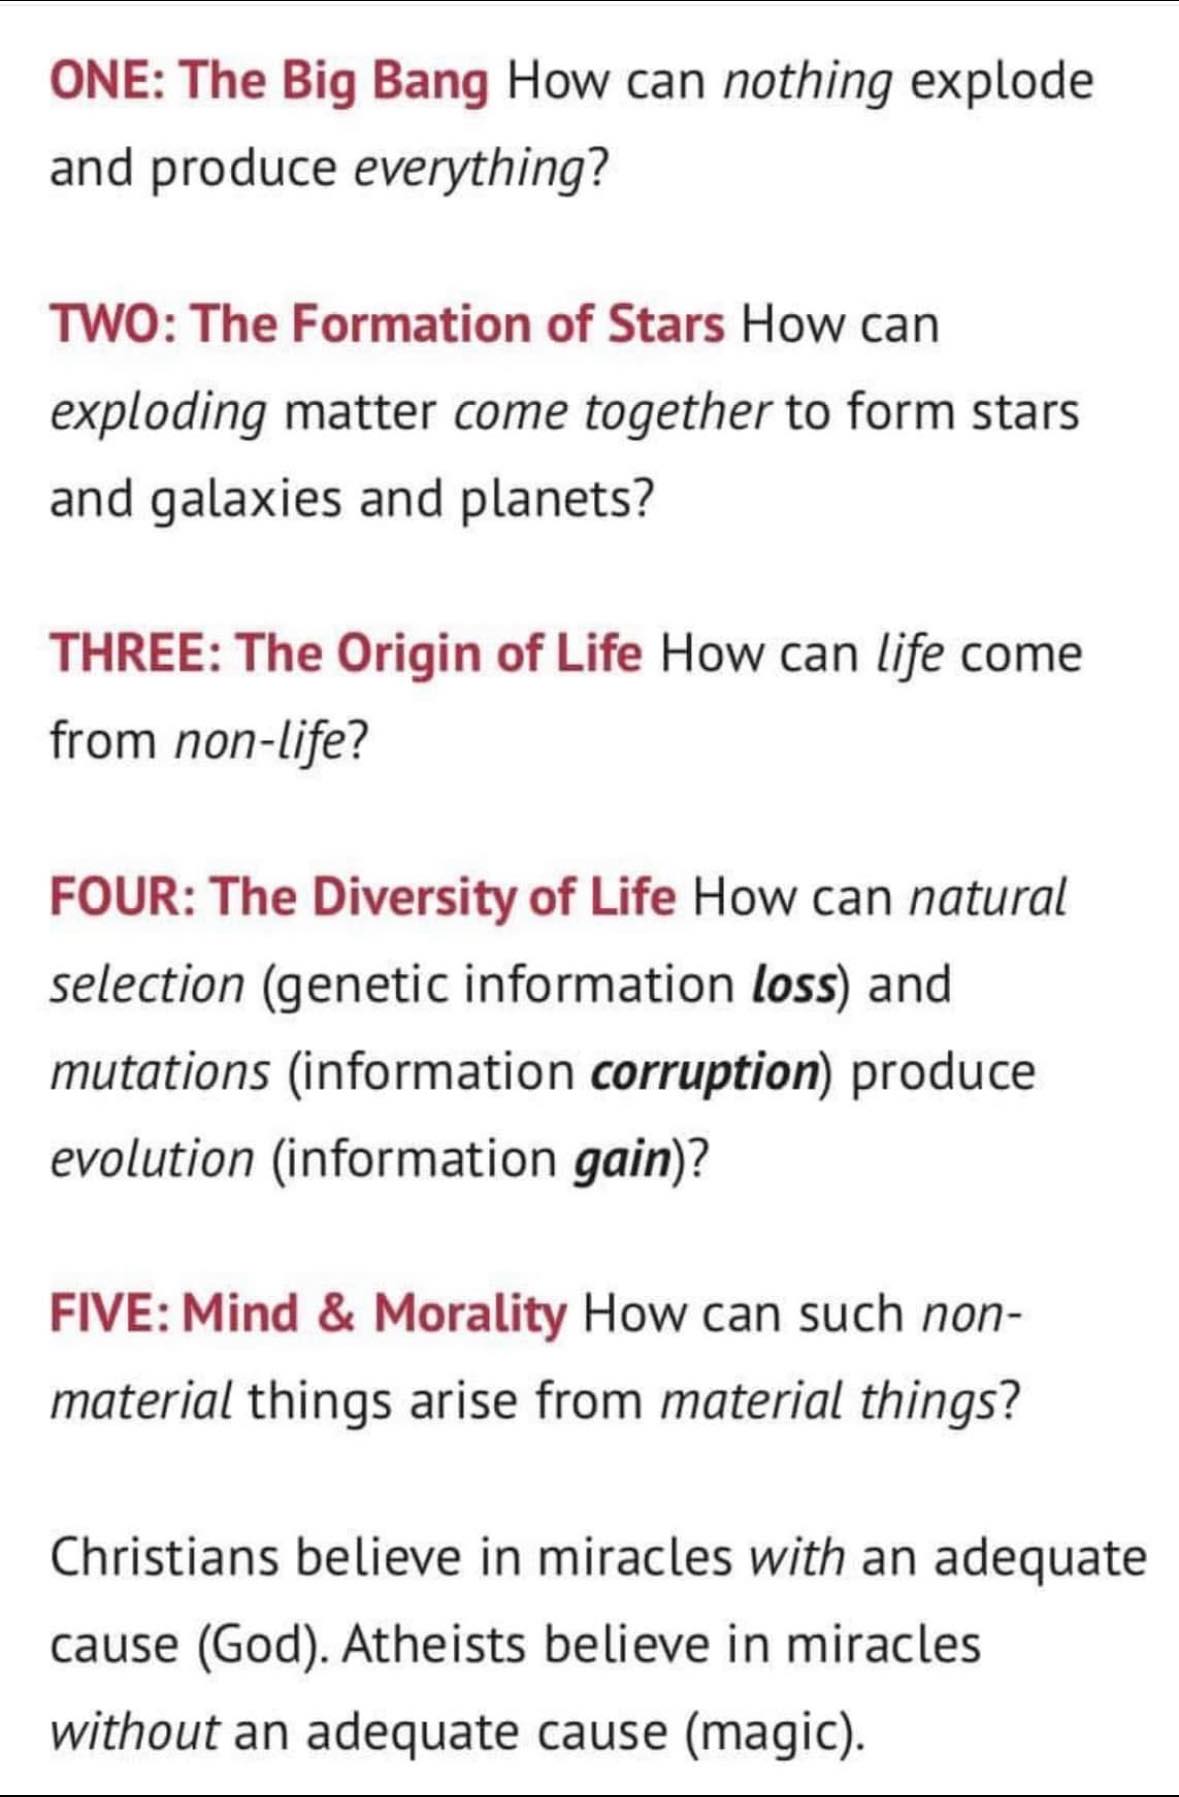 ONE: The Big Bang How can nothing explode
and produce everything?
TWO: The Formation of Stars How can
exploding matter come together to form stars
and galaxies and planets?
THREE: The Origin of Life How can life come
from non-life?
FOUR: The Diversity of Life How can natural
selection (genetic information loss) and
mutations (information corruption) produce
evolution (information gain)?
FIVE: Mind & Morality How can such non-
material things arise from material things?
Christians believe in miracles with an adequate
cause (God). Atheists believe in miracles
without an adequate cause (magic).